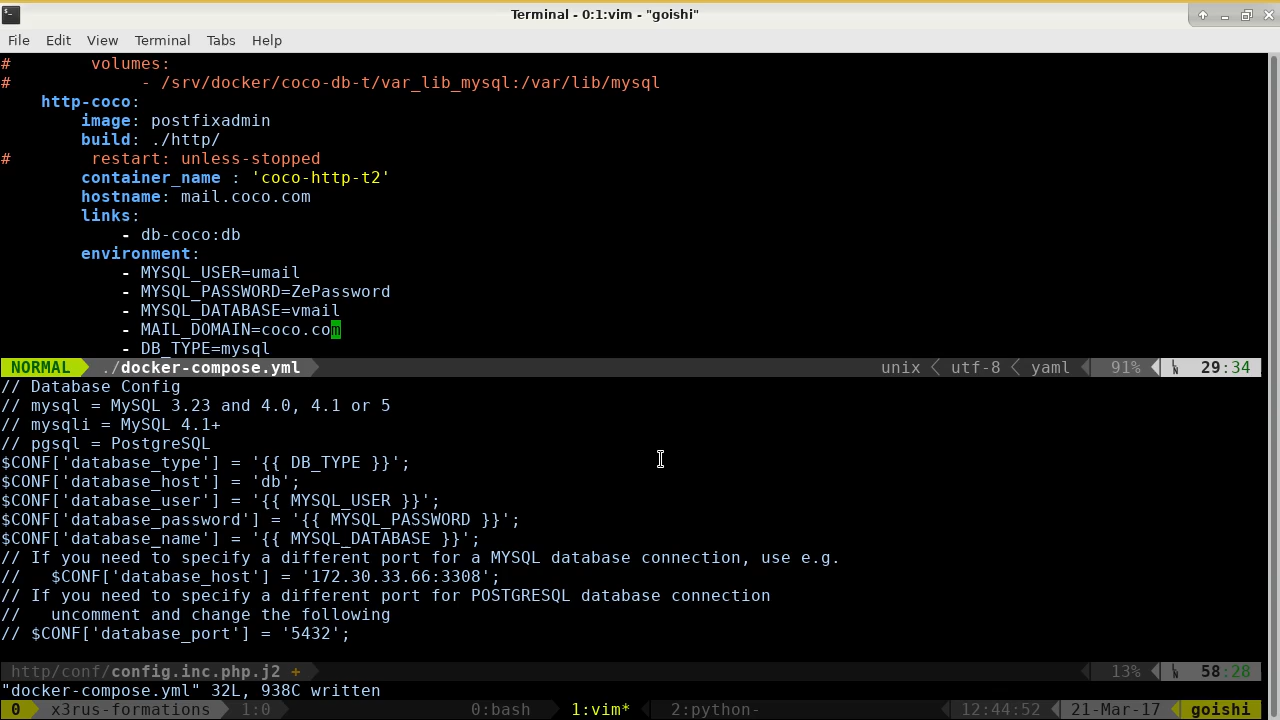 Terminal - 0:1:vim - "goishi"
File Edit View Terminal Tabs Help
#        volumes:
#             - /srv/docker/coco-db-t/var_lib_mysql:/var/lib/mysql
    http-coco:
        image: postfixadmin
        build: ./http/
#        restart: unless-stopped
        container_name : 'coco-http-t2'
        hostname: mail.coco.com
        links:
            - db-coco:db
        environment:
            - MYSQL_USER=umail
            - MYSQL_PASSWORD=ZePassword
            - MYSQL_DATABASE=vmail
            - MAIL_DOMAIN=coco.com
            - DB_TYPE=mysql
NORMAL ./docker-compose.yml unix < utf-8 < yaml 91% 29:34
// Database Config
// mysql = MySQL 3.23 and 4.0, 4.1 or 5
// mysqli = MySQL 4.1+
// pgsql = PostgreSQL
$CONF['database_type'] = '{{ DB_TYPE }}';
$CONF['database_host'] = 'db';
$CONF['database_user'] = '{{ MYSQL_USER }}';
$CONF['database_password'] = '{{ MYSQL_PASSWORD }}';
$CONF['database_name'] = '{{ MYSQL_DATABASE }}';
// If you need to specify a different port for a MYSQL database connection, use e.g.
//   $CONF['database_host'] = '172.30.33.66:3308';
// If you need to specify a different port for POSTGRESQL database connection
//   uncomment and change the following
// $CONF['database_port'] = '5432';
http/conf/config.inc.php.j2 + 13% 58:28
"docker-compose.yml" 32L, 938C written
0 x3rus-formations 1:0 0:bash 1:vim* 2:python- 12:44:52 21-Mar-17 goishi